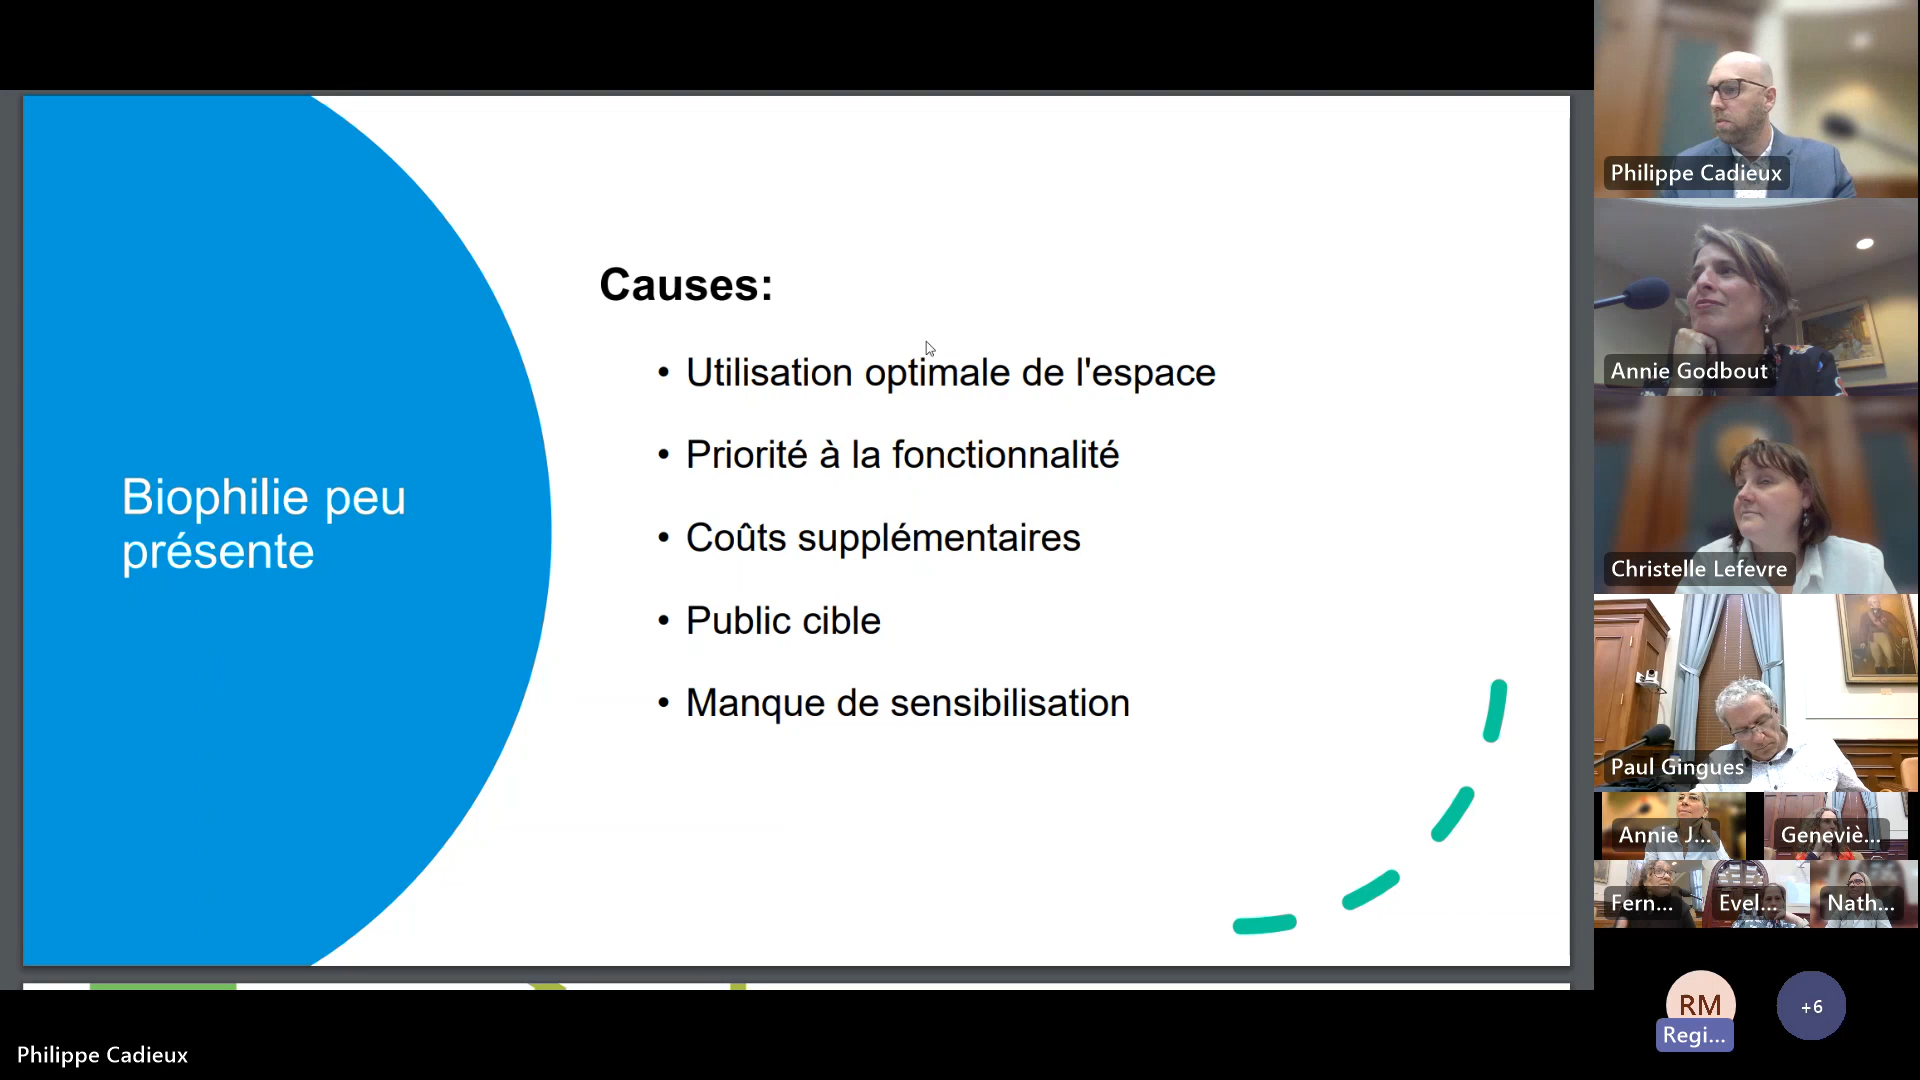 Biophilie peu
présente
Causes:
• Utilisation optimale de l'espace
• Priorité à la fonctionnalité
• Coûts supplémentaires
• Public cible
• Manque de sensibilisation
Philippe Cadieux
Annie Godbout
Christelle Lefevre
Paul Gingues
Annie J...
Geneviè...
Fern...
Evel...
Nath...
RM
Regi...
+6
Philippe Cadieux